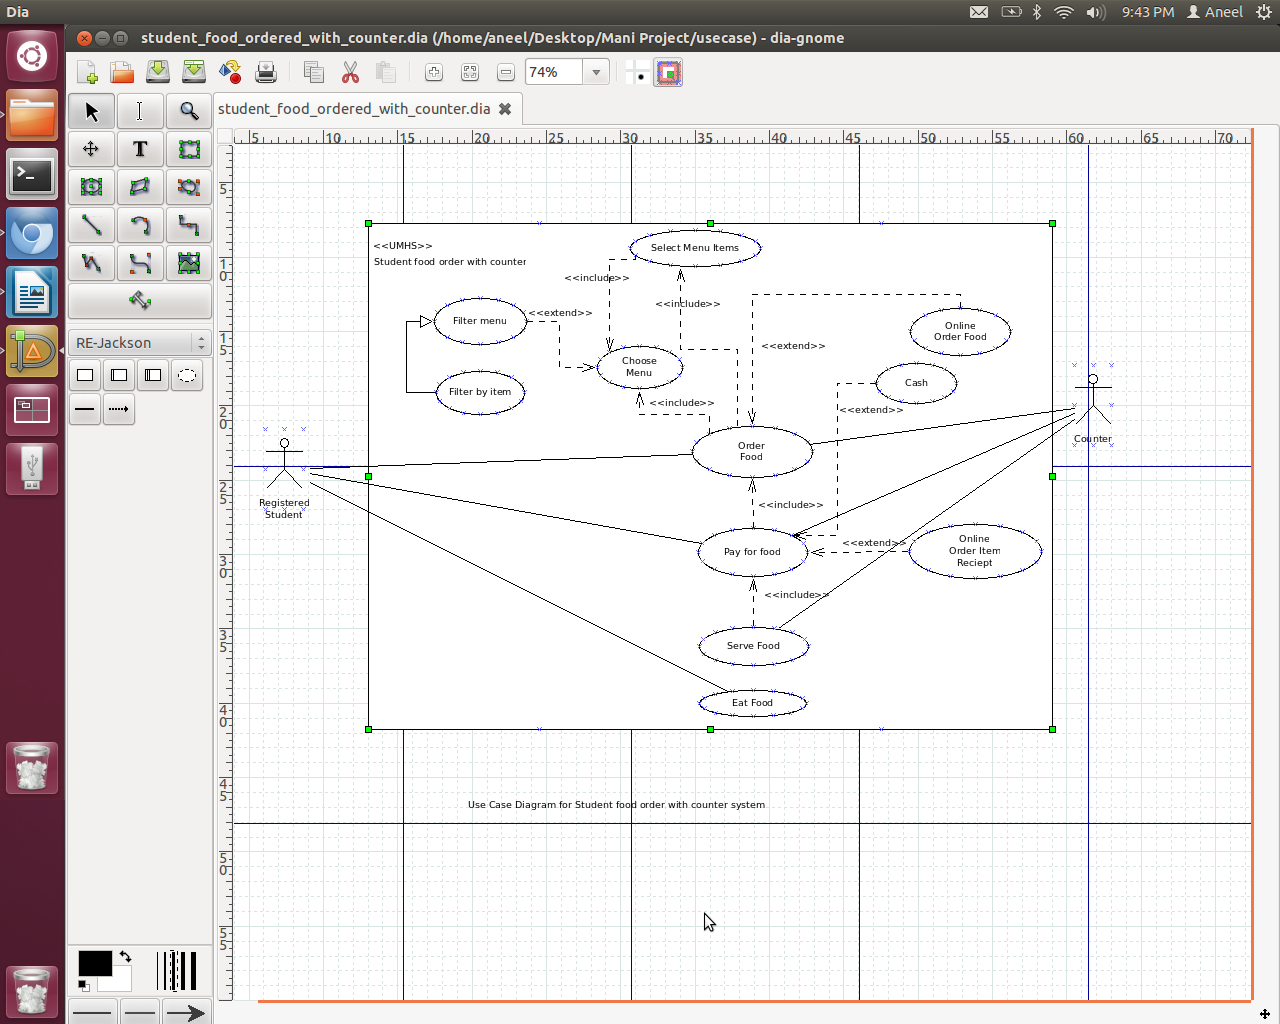 Dia
9:43 PM
Aneel
student_food_ordered_with_counter.dia (/home/aneel/Desktop/Mani Project/usecase) - dia-gnome
74%
student_food_ordered_with_counter.dia
5 10 15 20 25 30 35 40 45 50 55 60 65 70
T
5
10
15
20
25
30
35
40
45
50
55
RE-Jackson
<<UMHS>>
Student food order with counter
Select Menu Items
<<include>>
<<include>>
<<extend>>
Filter menu
Online
Order Food
<<extend>>
Choose
Menu
Cash
Filter by item
<<include>>
<<extend>>
Counter
Order
Food
Registered
Student
<<include>>
<<extend>>
Pay for food
Online
Order Item
Reciept
<<include>>
Serve Food
Eat Food
Use Case Diagram for Student food order with counter system